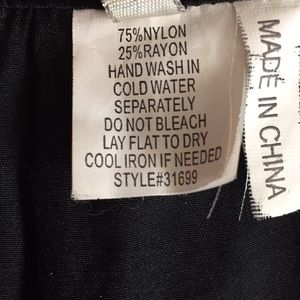 75%NYLON
25%RAYON
HAND WASH IN
COLD WATER
SEPARATELY
DO NOT BLEACH
LAY FLAT TO DRY
COOL IRON IF NEEDED
STYLE#31699
MADE IN CHINA